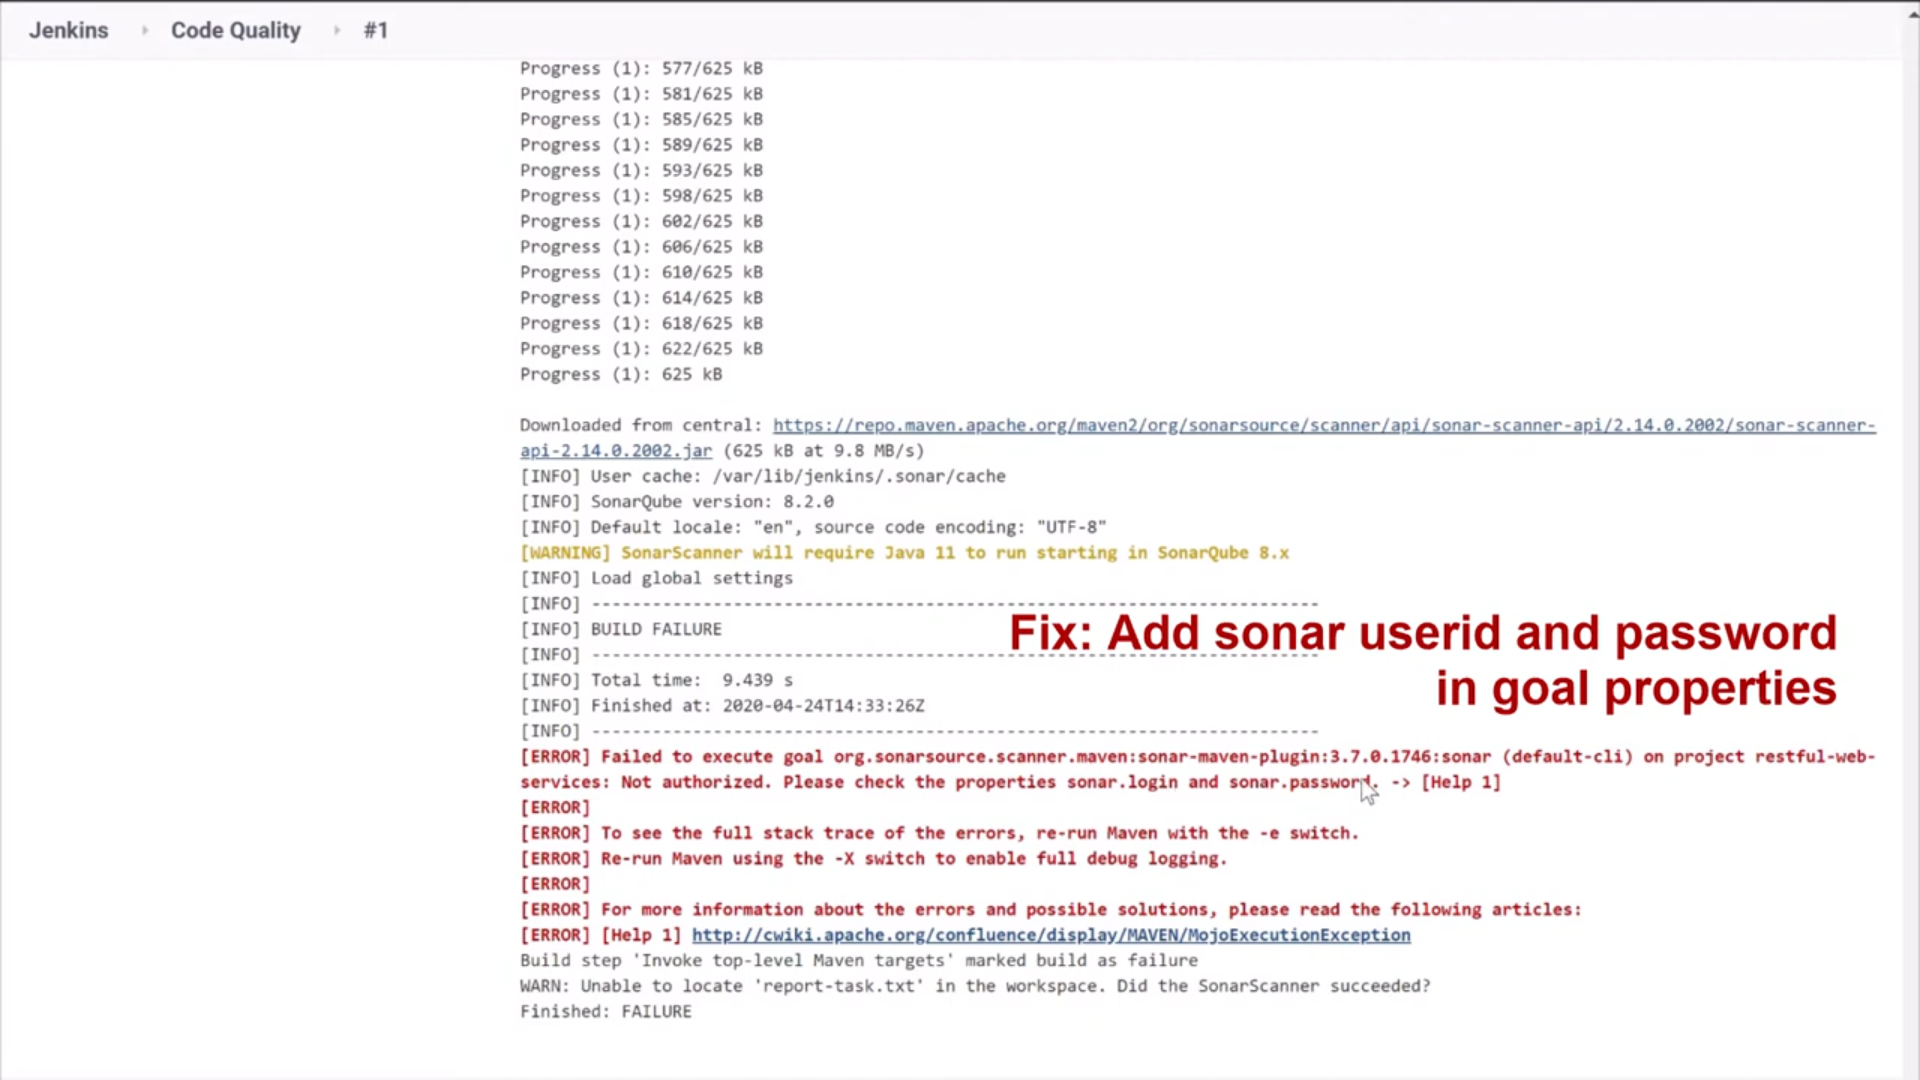 Jenkins
Code Quality
#1
Progress (1): 577/625 kB
Progress (1): 581/625 kB
Progress (1): 585/625 kB
Progress (1): 589/625 kB
Progress (1): 593/625 kB
Progress (1): 598/625 kB
Progress (1): 602/625 kB
Progress (1): 606/625 kB
Progress (1): 610/625 kB
Progress (1): 614/625 kB
Progress (1): 618/625 kB
Progress (1): 622/625 kB
Progress (1): 625 kB
Downloaded from central: https://repo.maven.apache.org/maven2/org/sonarsource/scanner/api/sonar-scanner-api/2.14.0.2002/sonar-scanner-
api-2.14.0.2002.jar (625 kB at 9.8 MB/s)
[INFO] User cache: /var/lib/jenkins/.sonar/cache
[INFO] SonarQube version: 8.2.0
[INFO] Default locale: "en", source code encoding: "UTF-8"
[WARNING] SonarScanner will require Java 11 to run starting in SonarQube 8.x
[INFO] Load global settings
[INFO] ------------------------------------------------------------------------
[INFO] BUILD FAILURE
[INFO] ------------------------------------------------------------------------
[INFO] Total time:  9.439 s
[INFO] Finished at: 2020-04-24T14:33:26Z
[INFO] ------------------------------------------------------------------------
Fix: Add sonar userid and password
in goal properties
[ERROR] Failed to execute goal org.sonarsource.scanner.maven:sonar-maven-plugin:3.7.0.1746:sonar (default-cli) on project restful-web-
services: Not authorized. Please check the properties sonar.login and sonar.password. -> [Help 1]
[ERROR]
[ERROR] To see the full stack trace of the errors, re-run Maven with the -e switch.
[ERROR] Re-run Maven using the -X switch to enable full debug logging.
[ERROR]
[ERROR] For more information about the errors and possible solutions, please read the following articles:
[ERROR] [Help 1] http://cwiki.apache.org/confluence/display/MAVEN/MojoExecutionException
Build step 'Invoke top-level Maven targets' marked build as failure
WARN: Unable to locate 'report-task.txt' in the workspace. Did the SonarScanner succeeded?
Finished: FAILURE